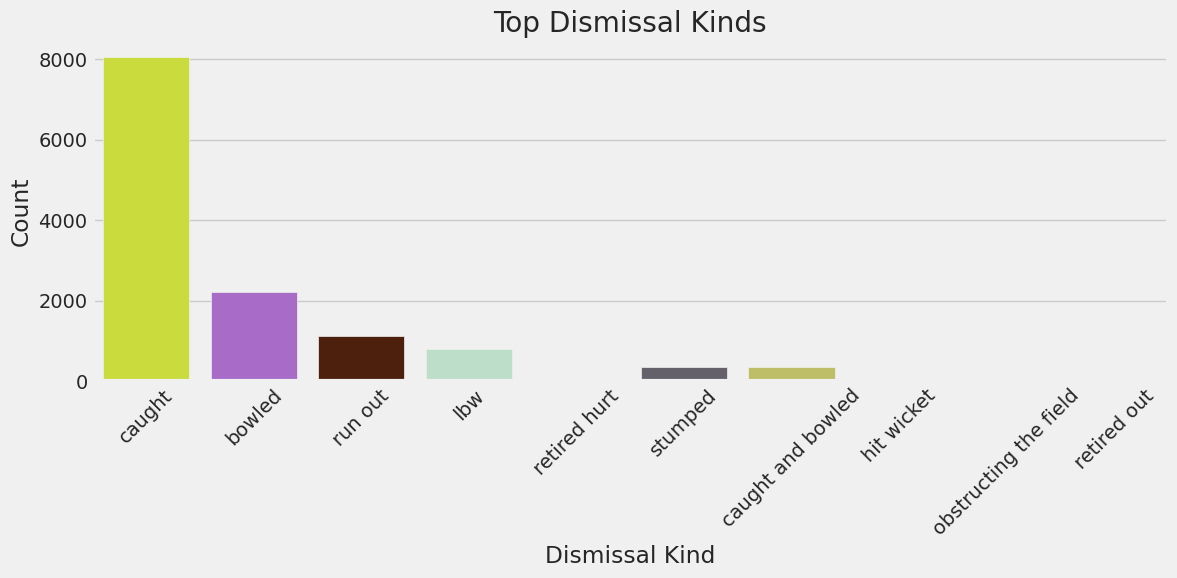 Top Dismissal Kinds
Count
8000
6000
4000
2000
0
caught
bowled
run out
lbw
retired hurt
stumped
caught and bowled
hit wicket
obstructing the field
retired out
Dismissal Kind